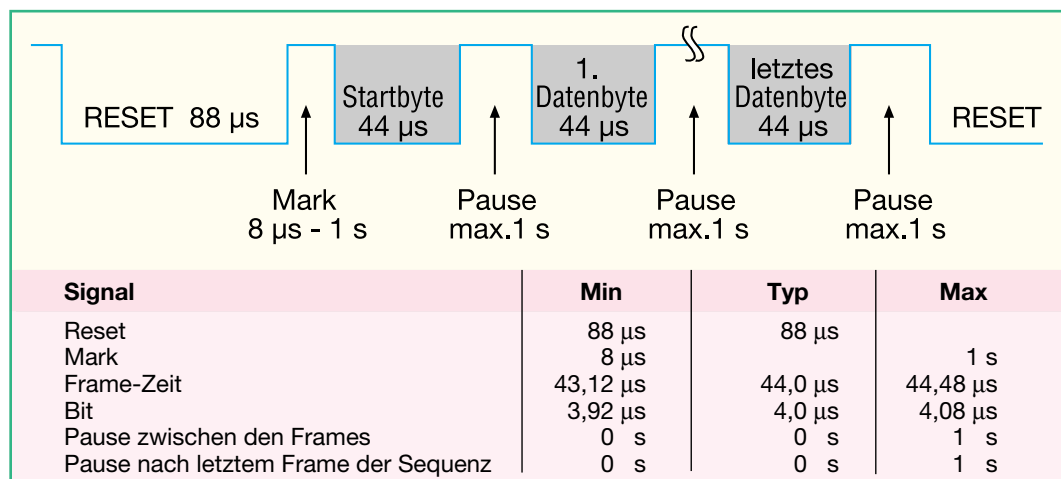 RESET 88 µs
Startbyte
44 µs
1.
Datenbyte
44 µs
letztes
Datenbyte
44 µs
RESET
Mark
8 µs - 1 s
Pause
max.1 s
Pause
max.1 s
Pause
max.1 s
Signal Min Typ Max
Reset 88 µs 88 µs
Mark 8 µs 1 s
Frame-Zeit 43,12 µs 44,0 µs 44,48 µs
Bit 3,92 µs 4,0 µs 4,08 µs
Pause zwischen den Frames 0 s 0 s 1 s
Pause nach letztem Frame der Sequenz 0 s 0 s 1 s